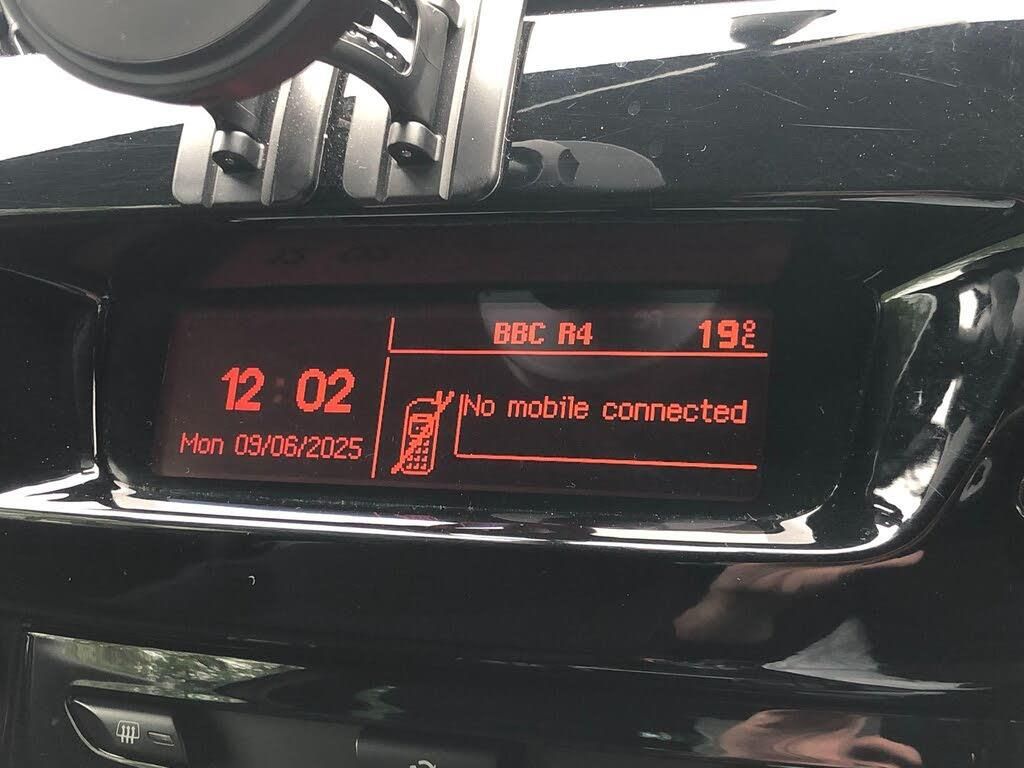 BBC R4 19°C
12:02
No mobile connected
Mon 09/06/2025